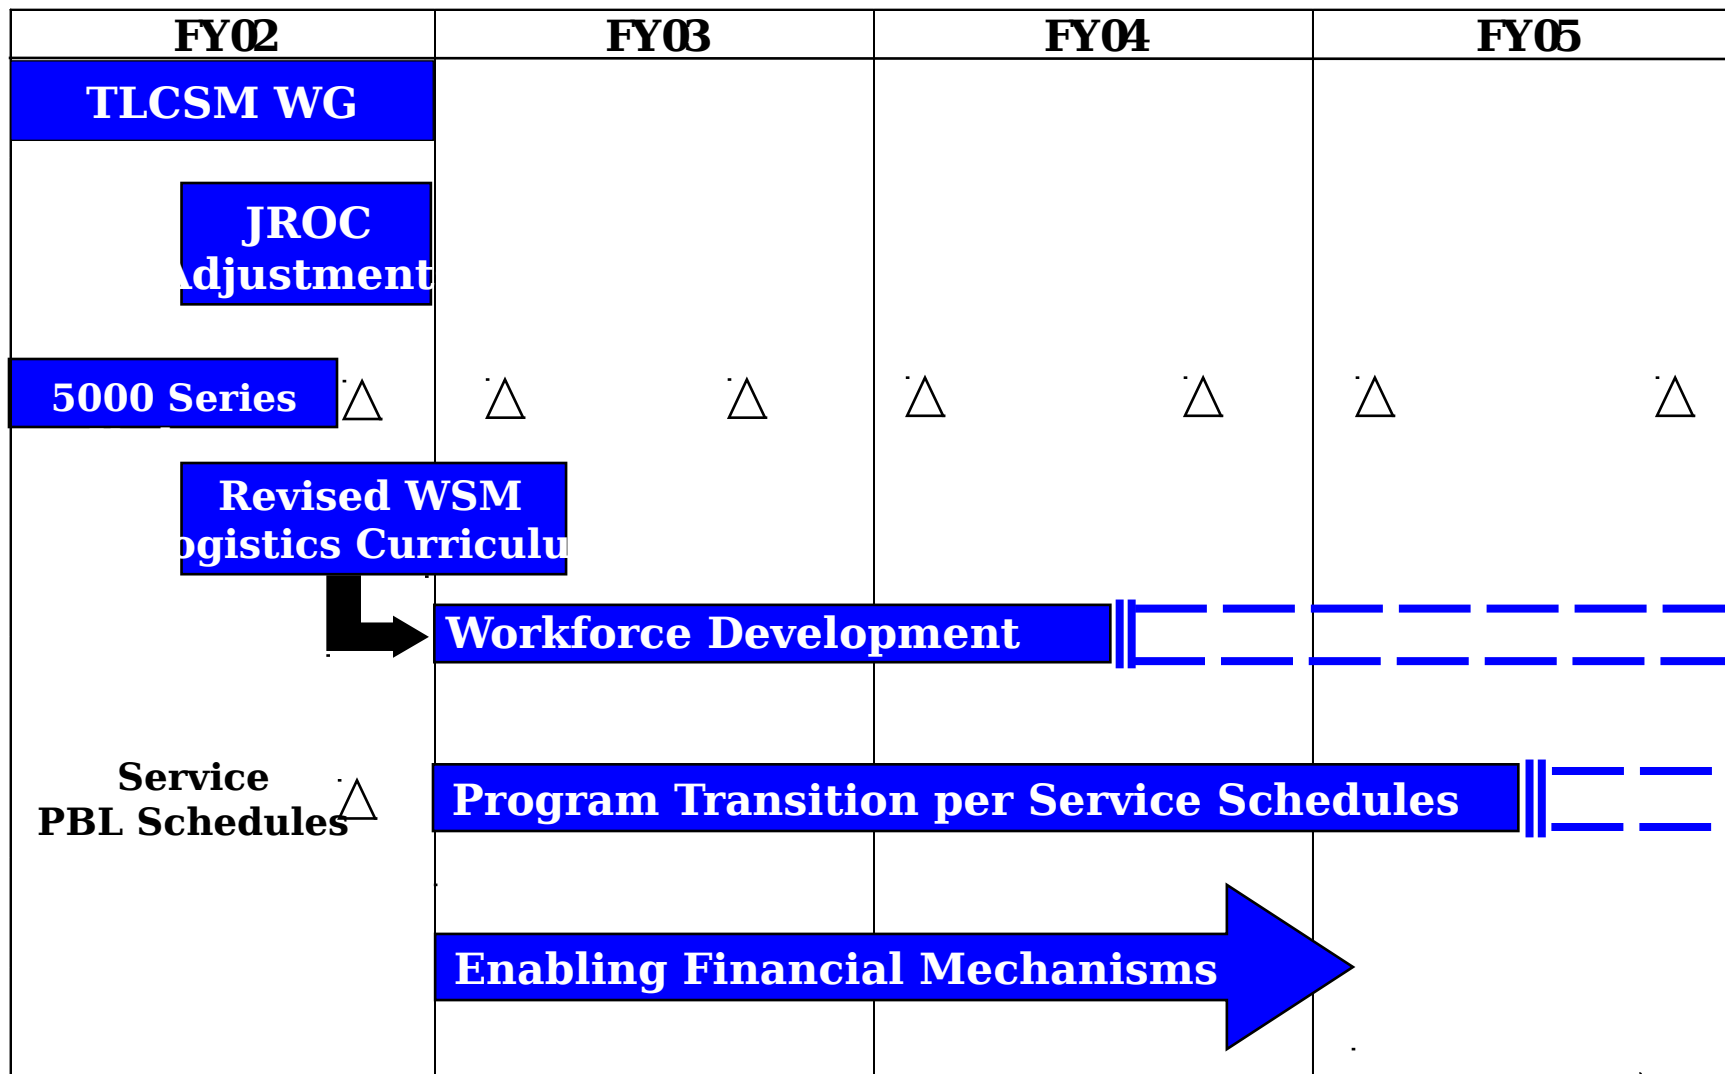 FY02 FY03 FY04 FY05
TLCSM WG
JROC
Adjustment
5000 Series
Revised WSM
ogistics Curriculu
Workforce Development
Service
PBL Schedules
Program Transition per Service Schedules
Enabling Financial Mechanisms